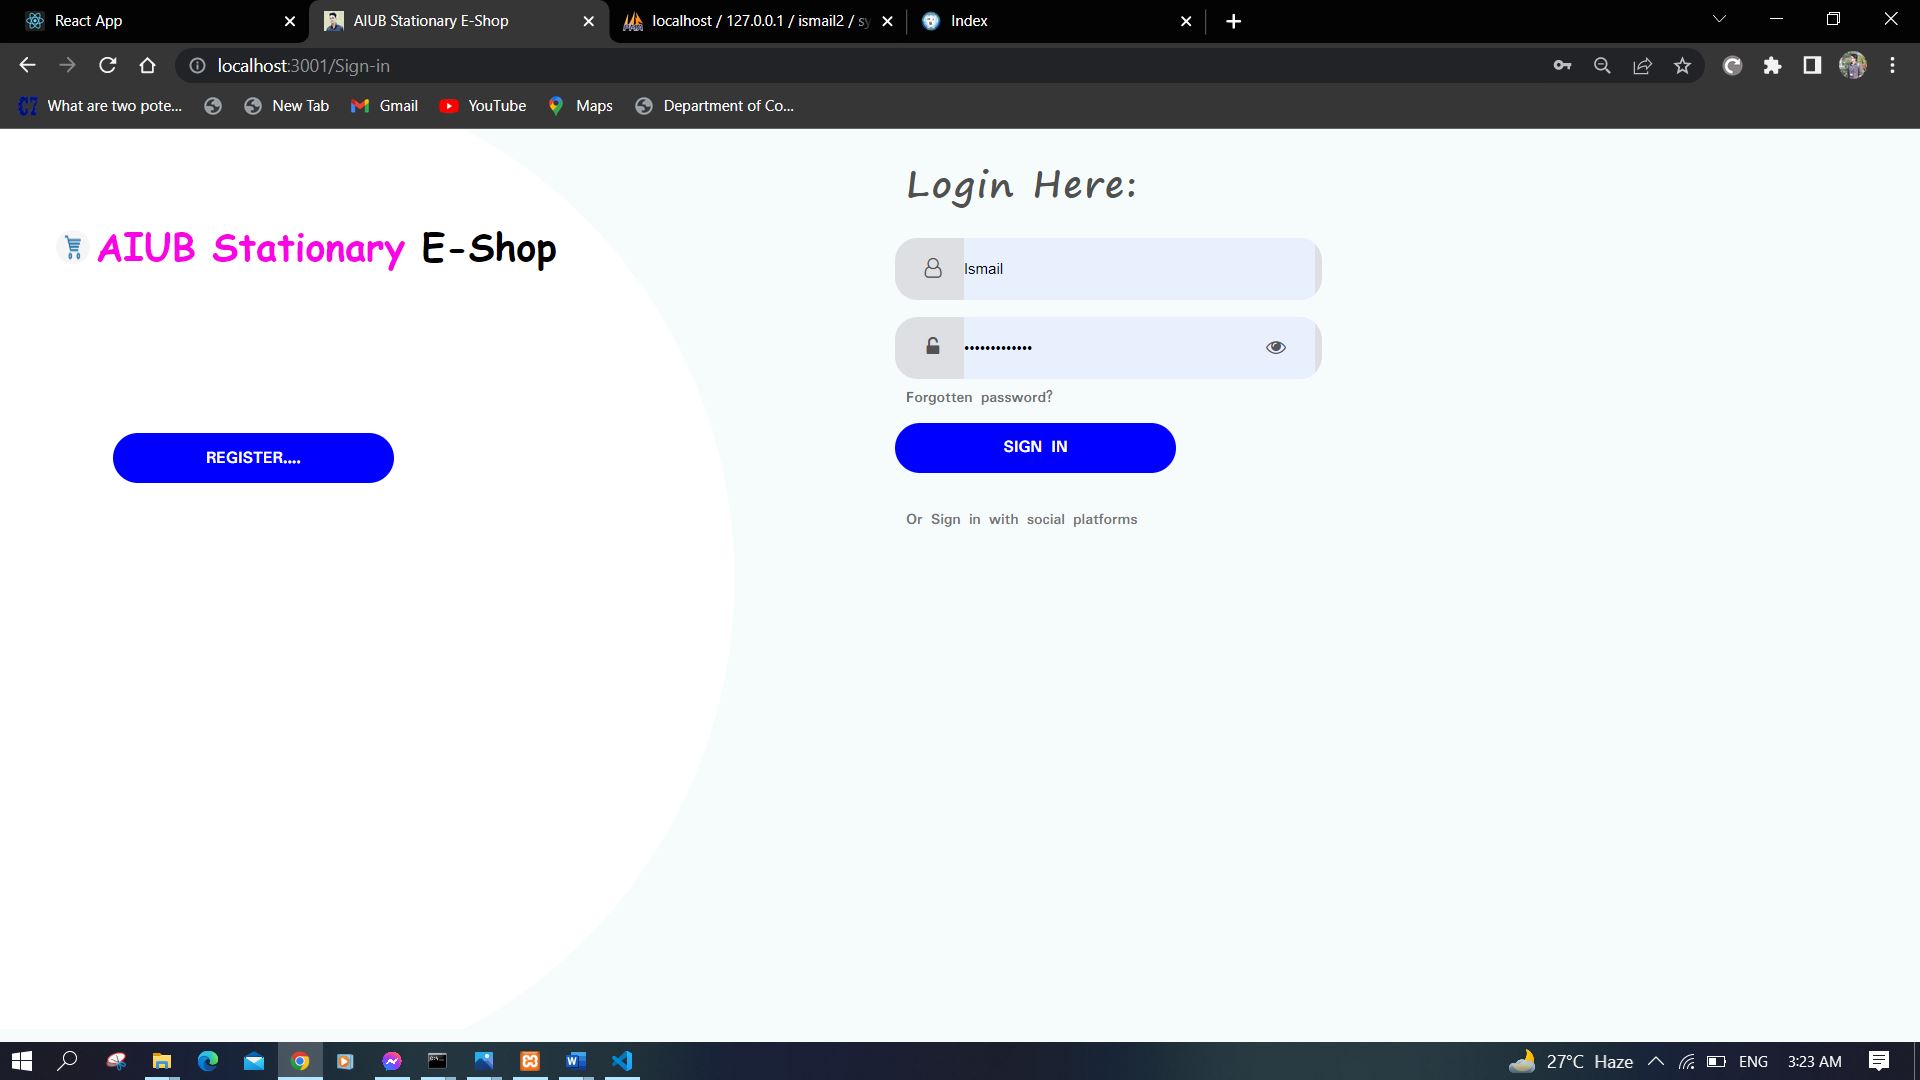 React App
AIUB Stationary E-Shop
localhost / 127.0.0.1 / ismail2 / sy
Index
localhost:3001/Sign-in
What are two pote...
New Tab
Gmail
YouTube
Maps
Department of Co...
AIUB Stationary E-Shop
REGISTER....
Login Here:
Ismail
•••••••••••••
Forgotten password?
SIGN IN
Or Sign in with social platforms
27°C Haze
ENG
3:23 AM